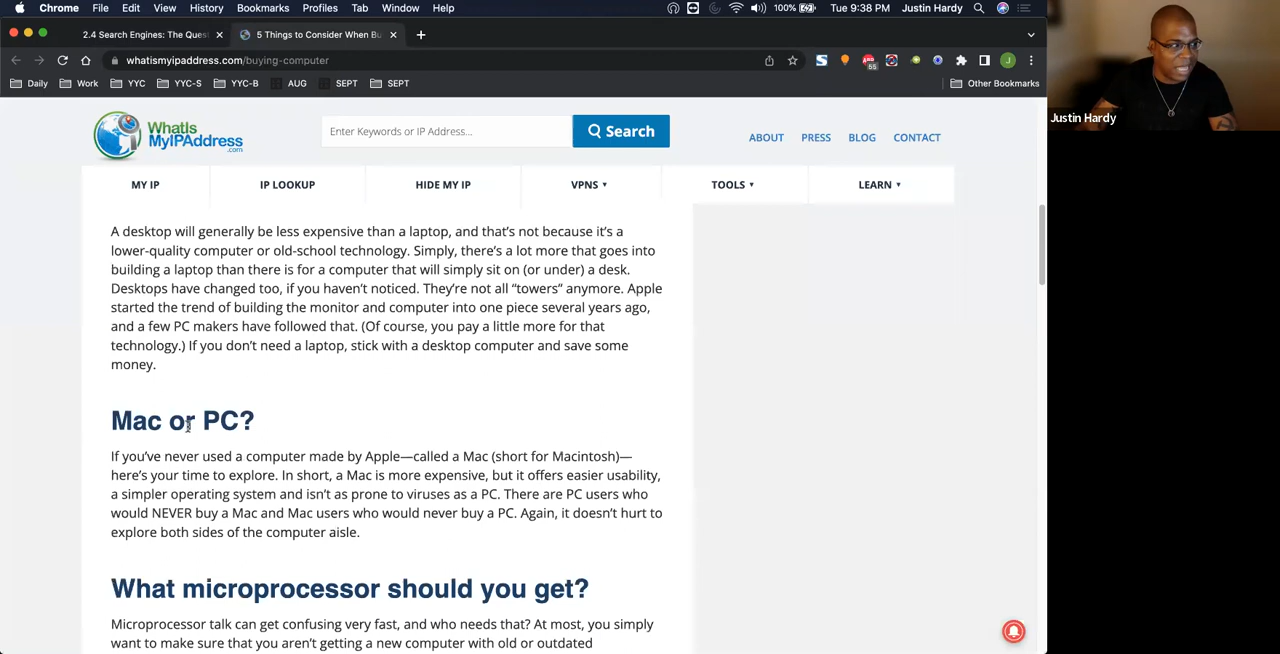 Chrome File Edit View History Bookmarks Profiles Tab Window Help 100% Tue 9:38 PM Justin Hardy
2.4 Search Engines: The Quest
5 Things to Consider When Bu
whatismyipaddress.com/buying-computer
55
J
Daily Work YYC YYC-S YYC-B AUG SEPT SEPT Other Bookmarks
Justin Hardy
WhatIs
MyIPAddress
.com
Enter Keywords or IP Address...
Search
ABOUT PRESS BLOG CONTACT
MY IP IP LOOKUP HIDE MY IP VPNS TOOLS LEARN
A desktop will generally be less expensive than a laptop, and that’s not because it’s a
lower-quality computer or old-school technology. Simply, there’s a lot more that goes into
building a laptop than there is for a computer that will simply sit on (or under) a desk.
Desktops have changed too, if you haven’t noticed. They’re not all “towers” anymore. Apple
started the trend of building the monitor and computer into one piece several years ago,
and a few PC makers have followed that. (Of course, you pay a little more for that
technology.) If you don’t need a laptop, stick with a desktop computer and save some
money.
Mac or PC?
If you’ve never used a computer made by Apple—called a Mac (short for Macintosh)—
here’s your time to explore. In short, a Mac is more expensive, but it offers easier usability,
a simpler operating system and isn’t as prone to viruses as a PC. There are PC users who
would NEVER buy a Mac and Mac users who would never buy a PC. Again, it doesn’t hurt to
explore both sides of the computer aisle.
What microprocessor should you get?
Microprocessor talk can get confusing very fast, and who needs that? At most, you simply
want to make sure that you aren’t getting a new computer with old or outdated